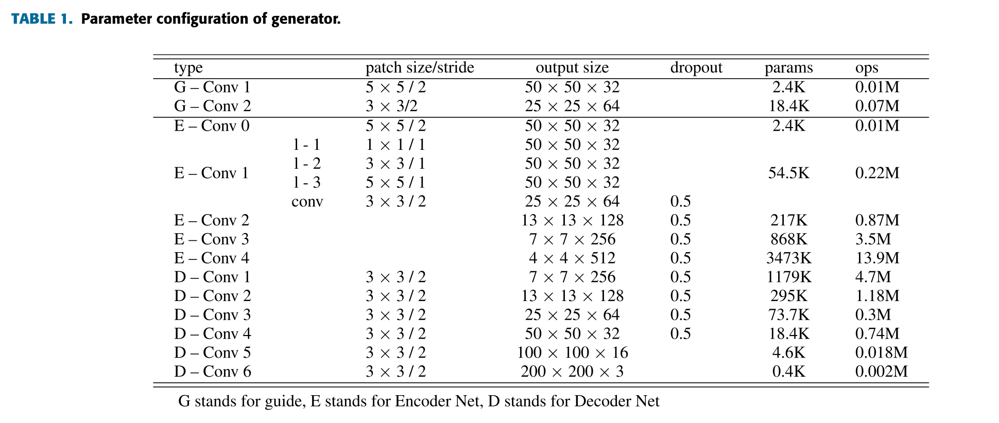 TABLE 1. Parameter configuration of generator.
type patch size/stride output size dropout params ops
G – Conv 1 5 × 5 / 2 50 × 50 × 32 2.4K 0.01M
G – Conv 2 3 × 3/2 25 × 25 × 64 18.4K 0.07M
E – Conv 0 5 × 5 / 2 50 × 50 × 32 2.4K 0.01M
1 - 1 1 × 1 / 1 50 × 50 × 32
1 - 2 3 × 3 / 1 50 × 50 × 32
E – Conv 1 54.5K 0.22M
1 - 3 5 × 5 / 1 50 × 50 × 32
conv 3 × 3 / 2 25 × 25 × 64 0.5
E – Conv 2 13 × 13 × 128 0.5 217K 0.87M
E – Conv 3 7 × 7 × 256 0.5 868K 3.5M
E – Conv 4 4 × 4 × 512 0.5 3473K 13.9M
D – Conv 1 3 × 3 / 2 7 × 7 × 256 0.5 1179K 4.7M
D – Conv 2 3 × 3 / 2 13 × 13 × 128 0.5 295K 1.18M
D – Conv 3 3 × 3 / 2 25 × 25 × 64 0.5 73.7K 0.3M
D – Conv 4 3 × 3 / 2 50 × 50 × 32 0.5 18.4K 0.74M
D – Conv 5 3 × 3 / 2 100 × 100 × 16 4.6K 0.018M
D – Conv 6 3 × 3 / 2 200 × 200 × 3 0.4K 0.002M
G stands for guide, E stands for Encoder Net, D stands for Decoder Net